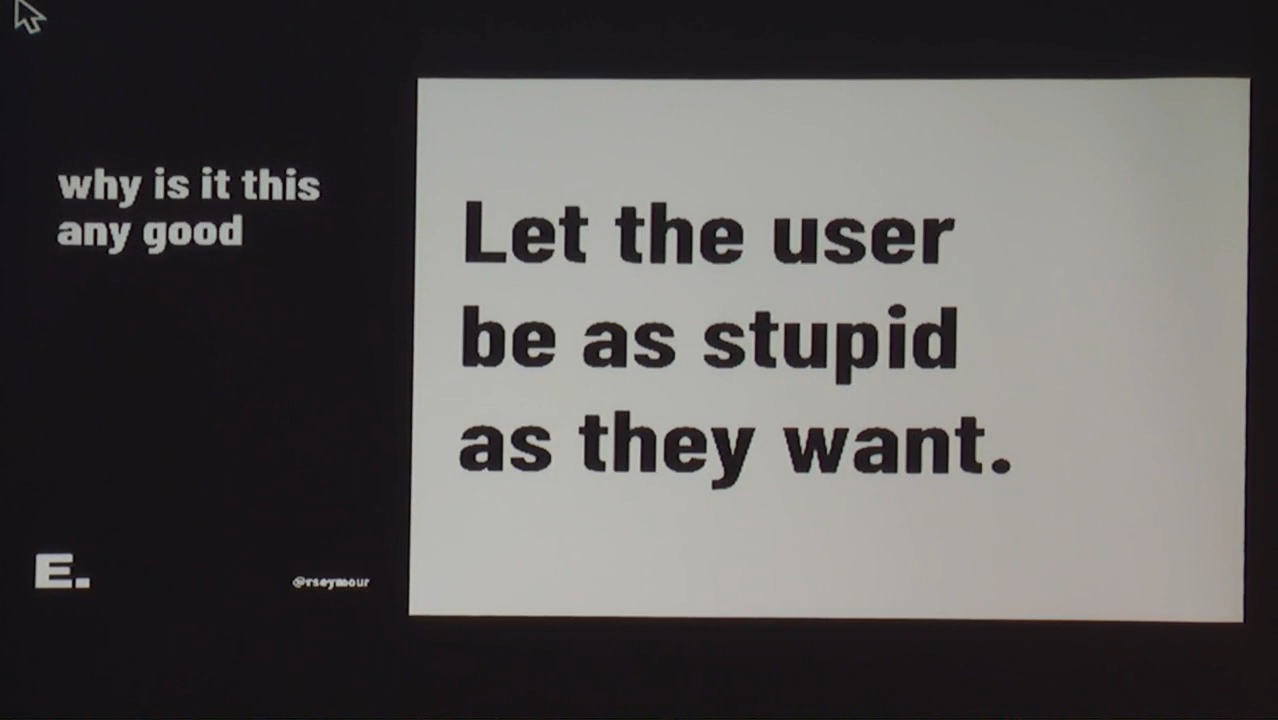 why is it this
any good
Let the user
be as stupid
as they want.
E.
@rseymour